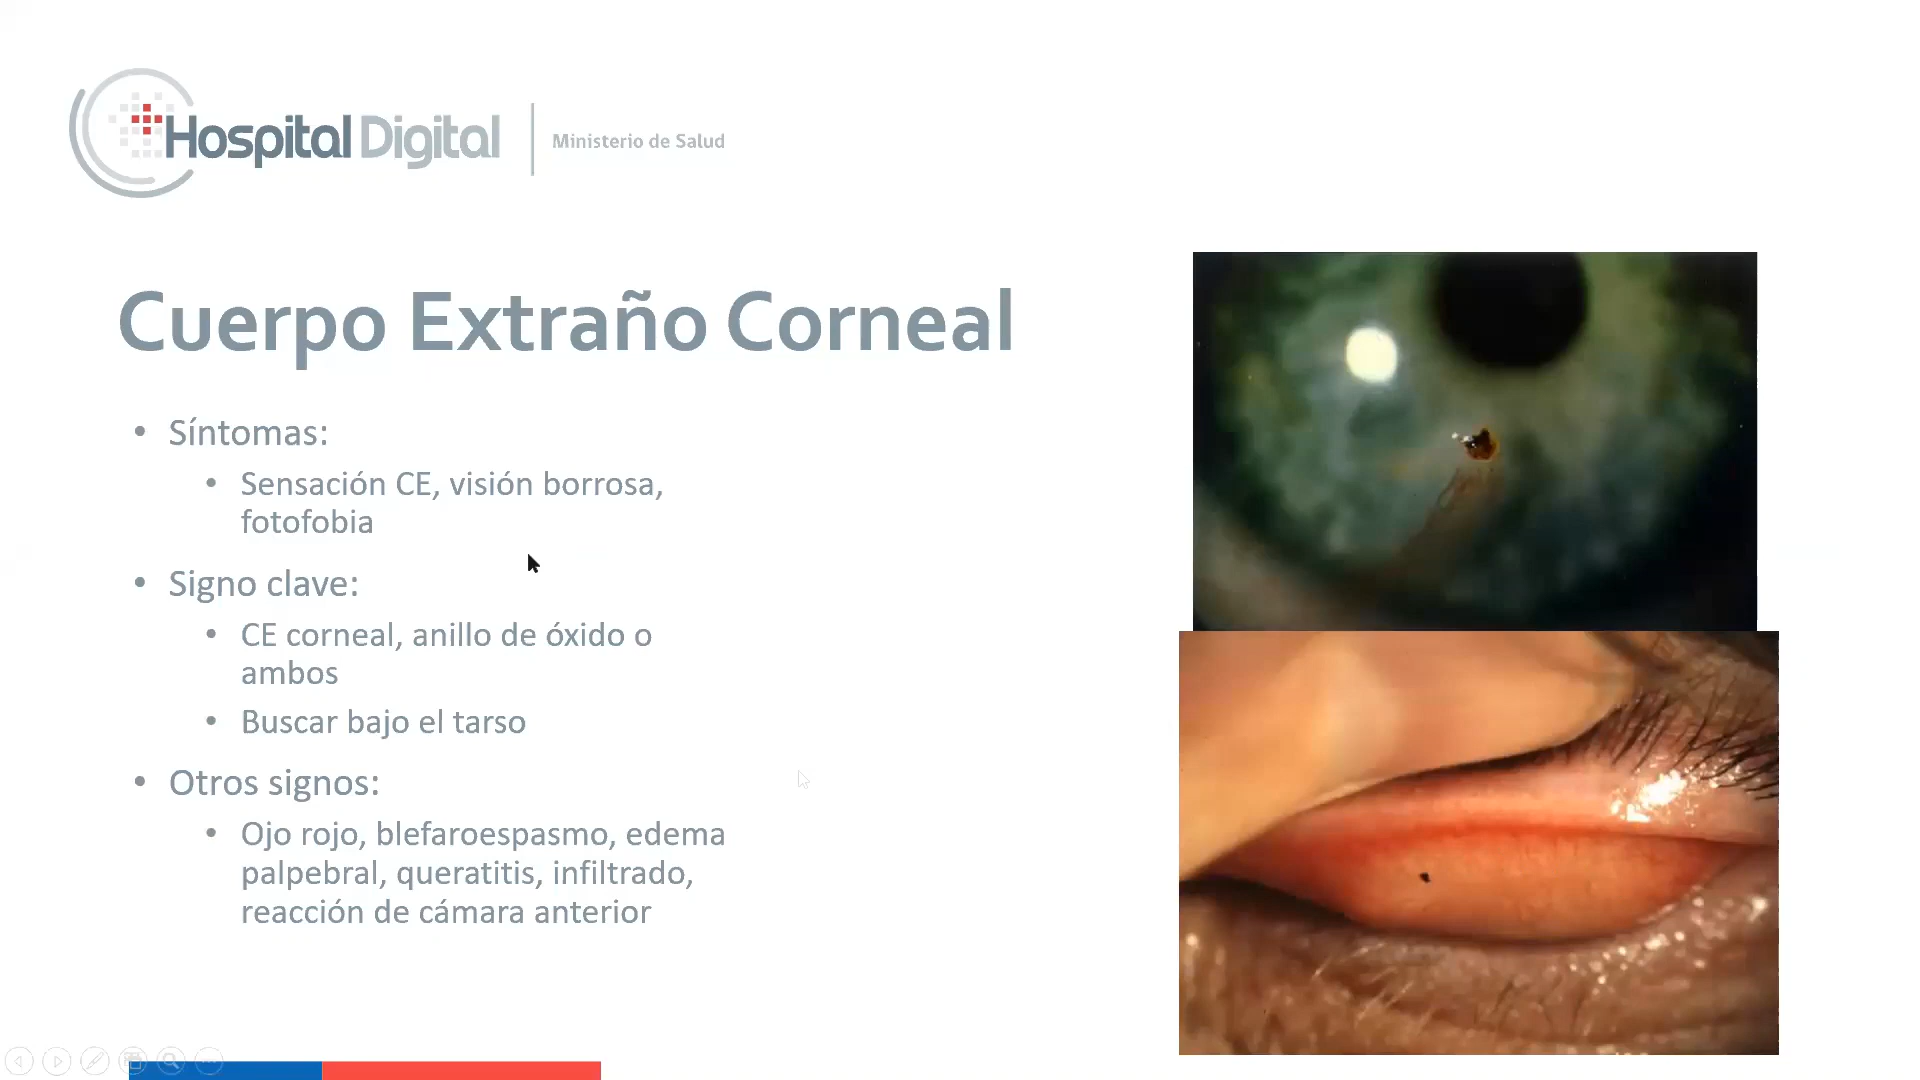 Hospital Digital
Ministerio de Salud
Cuerpo Extraño Corneal
• Síntomas:
• Sensación CE, visión borrosa,
fotofobia
• Signo clave:
• CE corneal, anillo de óxido o
ambos
• Buscar bajo el tarso
• Otros signos:
• Ojo rojo, blefaroespasmo, edema
palpebral, queratitis, infiltrado,
reacción de cámara anterior